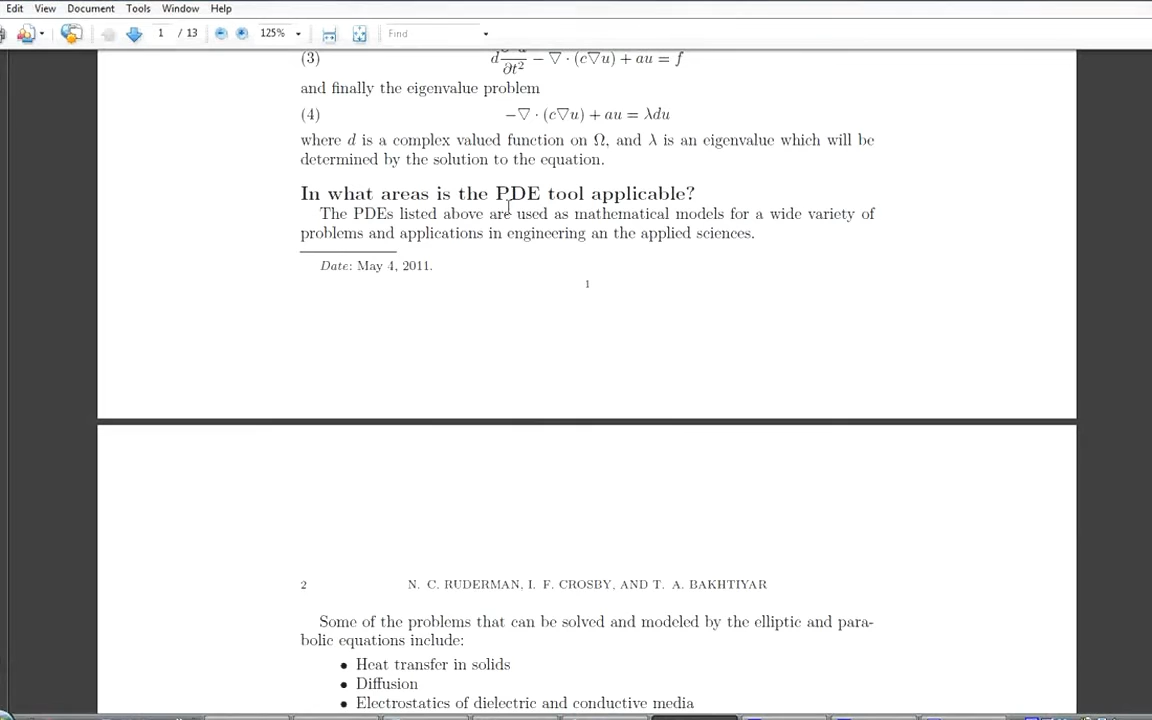 Edit View Document Tools Window Help
1 / 13 125% Find
(3) d ∂t² − ▽ · (c▽u) + au = f
and finally the eigenvalue problem
(4) −▽ · (c▽u) + au = λdu
where d is a complex valued function on Ω, and λ is an eigenvalue which will be
determined by the solution to the equation.
In what areas is the PDE tool applicable?
The PDEs listed above are used as mathematical models for a wide variety of
problems and applications in engineering an the applied sciences.
Date: May 4, 2011.
1
2 N. C. RUDERMAN, I. F. CROSBY, AND T. A. BAKHTIYAR
Some of the problems that can be solved and modeled by the elliptic and para-
bolic equations include:
• Heat transfer in solids
• Diffusion
• Electrostatics of dielectric and conductive media